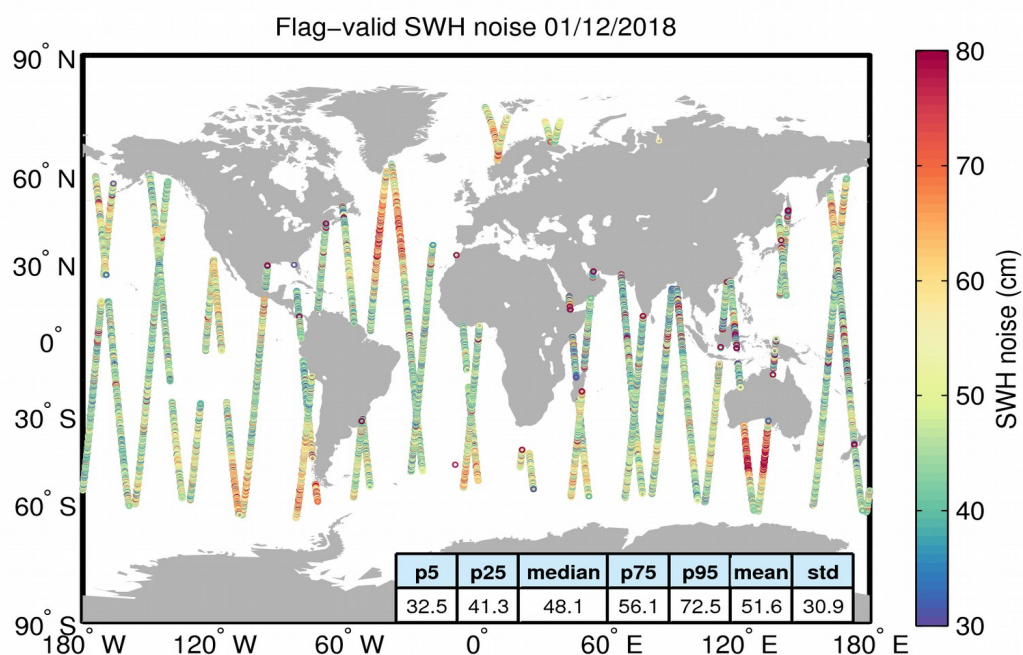 Flag−valid SWH noise 01/12/2018
90° N
60° N
30° N
0°
30° S
60° S
90° S
180° W
120° W
60° W
0°
60° E
120° E
180° E
p5 p25 median p75 p95 mean std
32.5 41.3 48.1 56.1 72.5 51.6 30.9
80
70
60
50
40
30
SWH noise (cm)